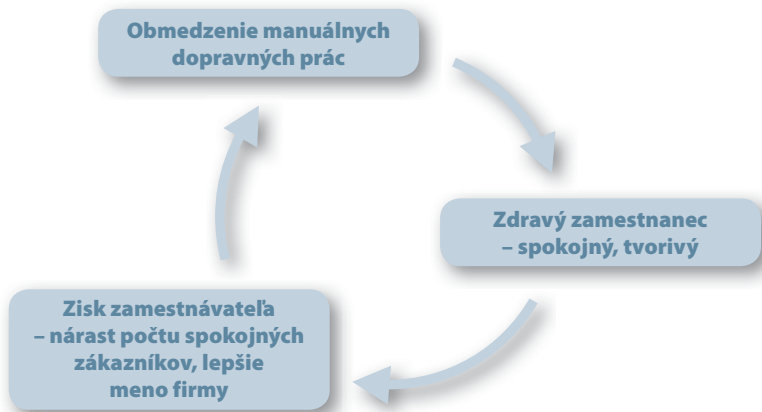 Obmedzenie manuálnych
dopravných prác
Zdravý zamestnanec
– spokojný, tvorivý
Zisk zamestnávateľa
– nárast počtu spokojných
zákazníkov, lepšie
meno firmy